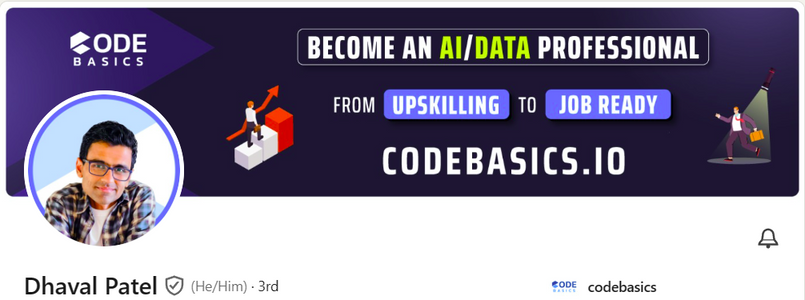 CODE
BASICS
BECOME AN AI/DATA PROFESSIONAL
FROM UPSKILLING TO JOB READY
CODEBASICS.IO
Dhaval Patel (He/Him) · 3rd
CODE
BASICS
codebasics